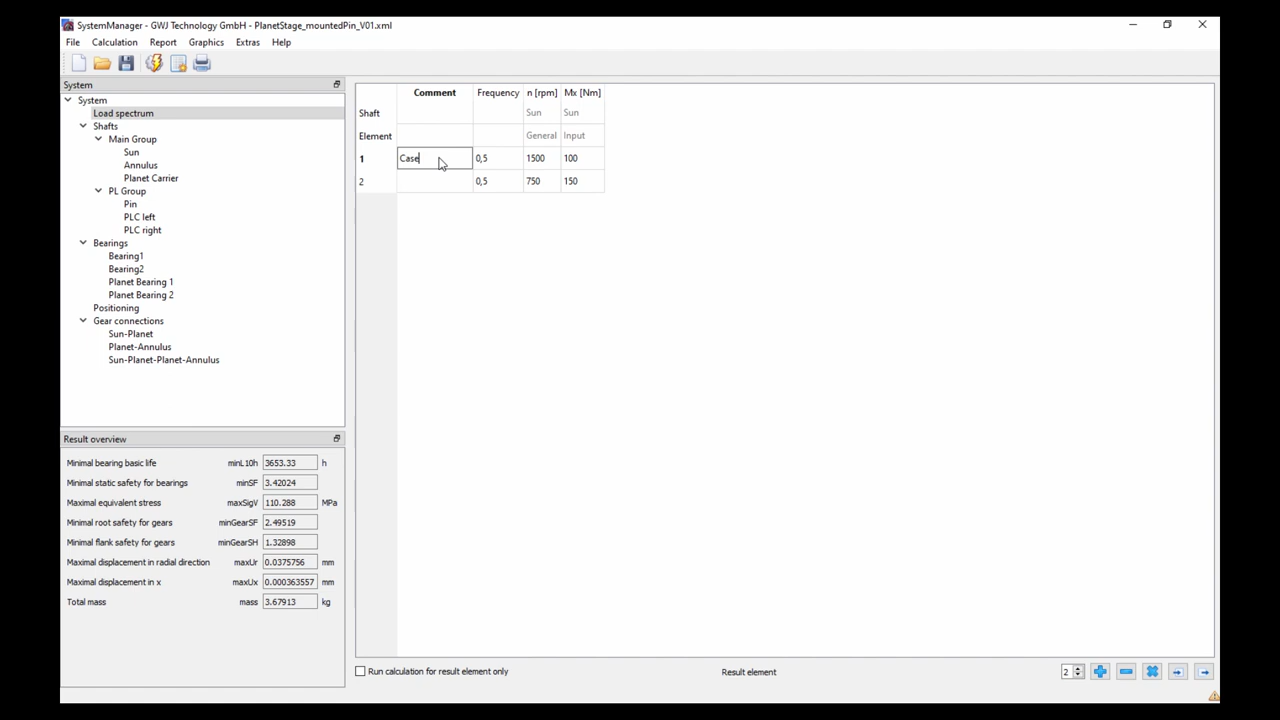 SystemManager - GWJ Technology GmbH - PlanetStage_mountedPin_V01.xml
File Calculation Report Graphics Extras Help
System
System
Load spectrum
Shafts
Main Group
Sun
Annulus
Planet Carrier
PL Group
Pin
PLC left
PLC right
Bearings
Bearing1
Bearing2
Planet Bearing 1
Planet Bearing 2
Positioning
Gear connections
Sun-Planet
Planet-Annulus
Sun-Planet-Planet-Annulus
Result overview
Minimal bearing basic life minL10h 3653.33 h
Minimal static safety for bearings minSF 3.42024
Maximal equivalent stress maxSigV 110.288 MPa
Minimal root safety for gears minGearSF 2.49519
Minimal flank safety for gears minGearSH 1.32898
Maximal displacement in radial direction maxUr 0.0375756 mm
Maximal displacement in x maxUx 0.000363557 mm
Total mass mass 3.67913 kg
Comment Frequency n [rpm] Mx [Nm]
Shaft Sun Sun
Element General Input
1 Case 0,5 1500 100
2 0,5 750 150
Run calculation for result element only Result element 2